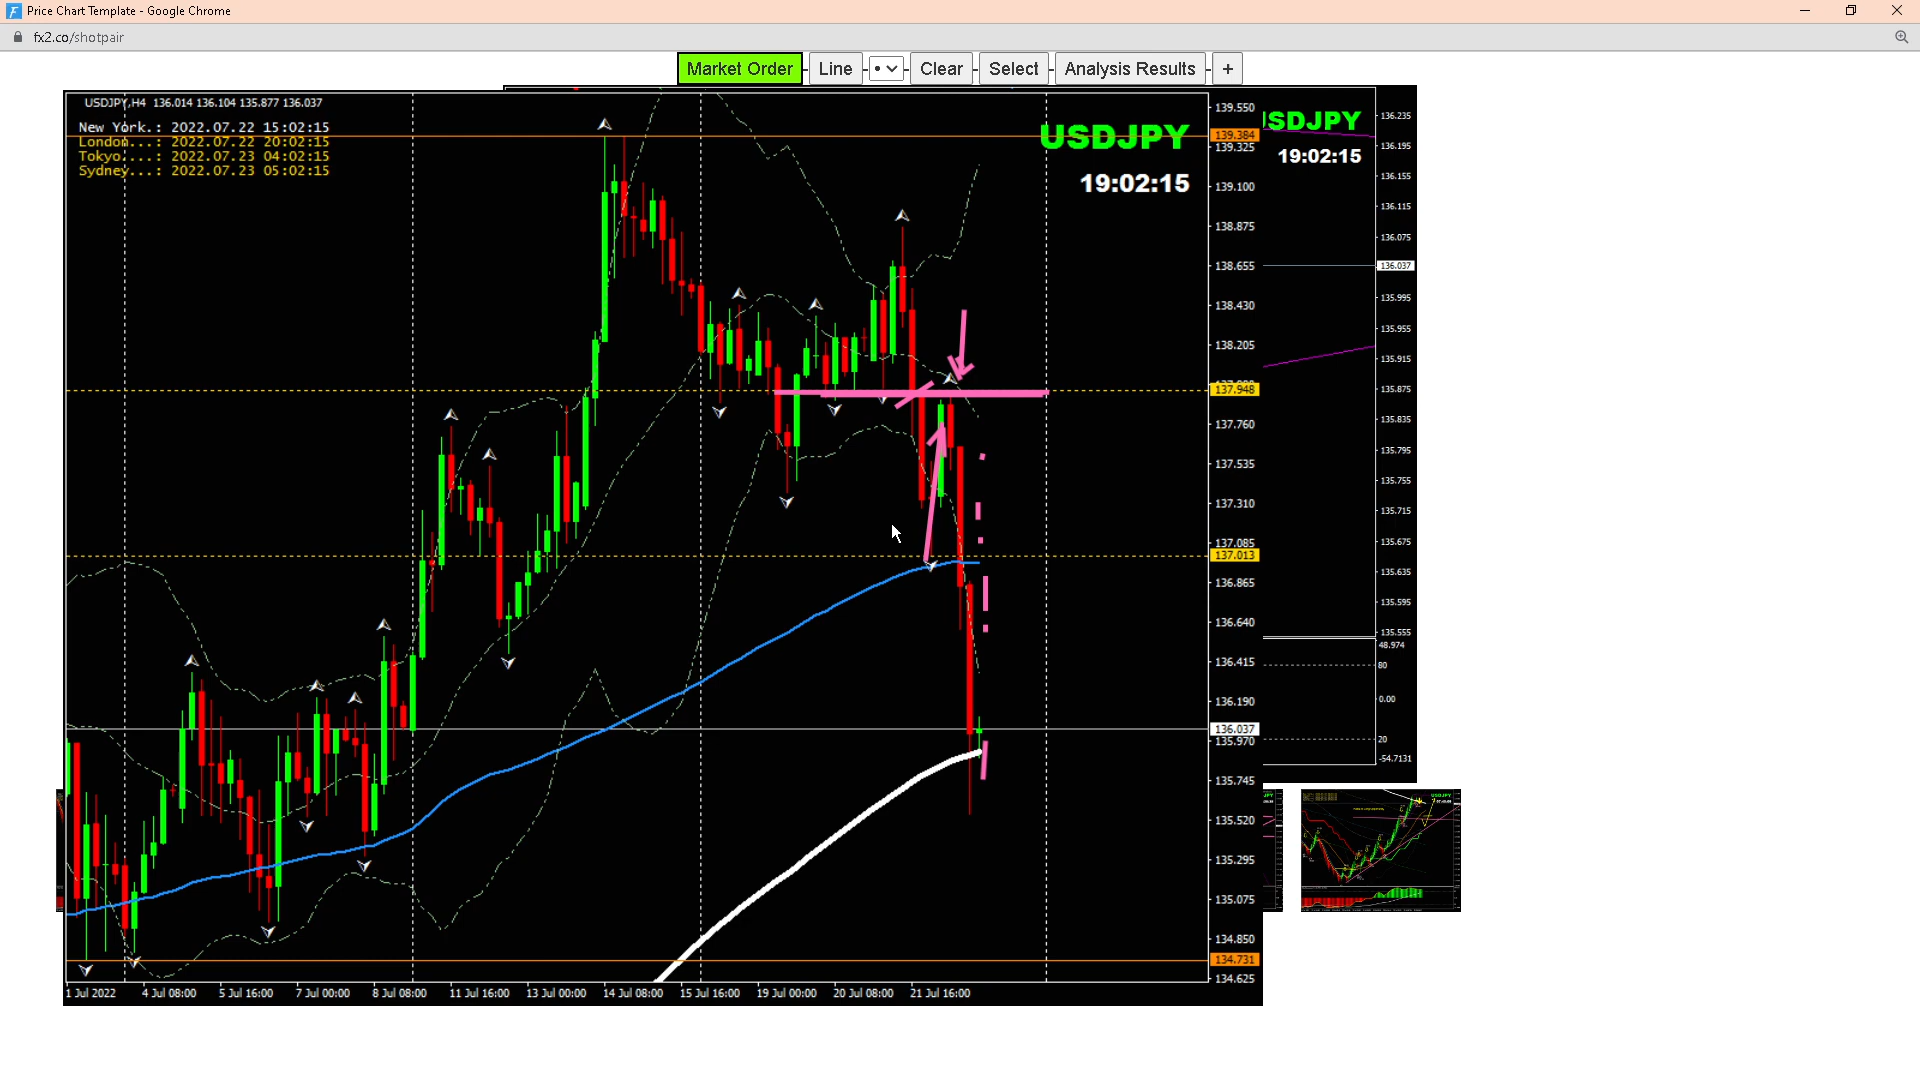 Price Chart Template - Google Chrome
fx2.co/shotpair
Market Order - Line - • - Clear - Select - Analysis Results - +
USDJPY,H4 136.014 136.104 135.877 136.037
New York.: 2022.07.22 15:02:15
London...: 2022.07.22 20:02:15
Tokyo....: 2022.07.23 04:02:15
Sydney...: 2022.07.23 05:02:15
USDJPY
19:02:15
139.550
139.384
139.325
139.100
138.875
138.655
138.430
138.205
137.948
137.760
137.535
137.310
137.085
137.013
136.865
136.640
136.415
136.190
136.037
135.970
135.745
135.520
135.295
135.075
134.850
134.731
134.625
1 Jul 2022
4 Jul 08:00
5 Jul 16:00
7 Jul 00:00
8 Jul 08:00
11 Jul 16:00
13 Jul 00:00
14 Jul 08:00
15 Jul 16:00
19 Jul 00:00
20 Jul 08:00
21 Jul 16:00
SDJPY
19:02:15
136.235
136.195
136.155
136.115
136.075
136.037
135.995
135.955
135.915
135.875
135.835
135.795
135.755
135.715
135.675
135.635
135.595
135.555
48.974
80
0.00
20
-54.7131